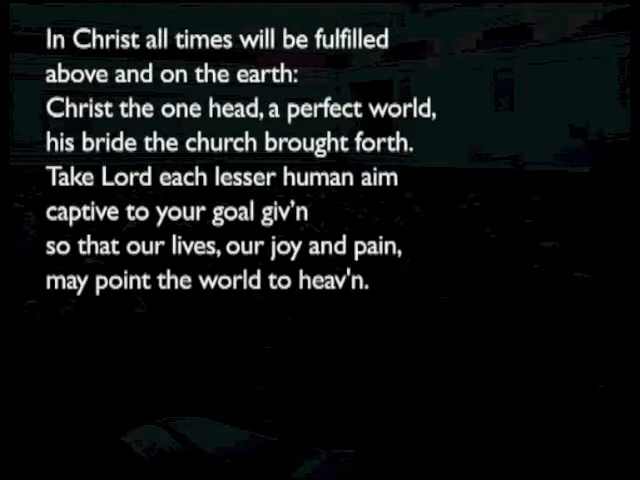 In Christ all times will be fulfilled
above and on the earth:
Christ the one head, a perfect world,
his bride the church brought forth.
Take Lord each lesser human aim
captive to your goal giv’n
so that our lives, our joy and pain,
may point the world to heav'n.